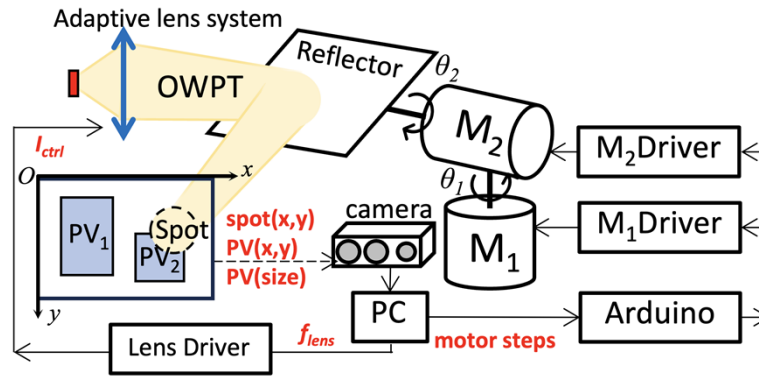 Adaptive lens system
OWPT
Reflector
θ2
M2
θ1
M1
M2Driver
M1Driver
Ictrl
O
x
y
PV1
PV2
Spot
spot(x,y)
PV(x,y)
PV(size)
camera
PC
motor steps
Arduino
flens
Lens Driver